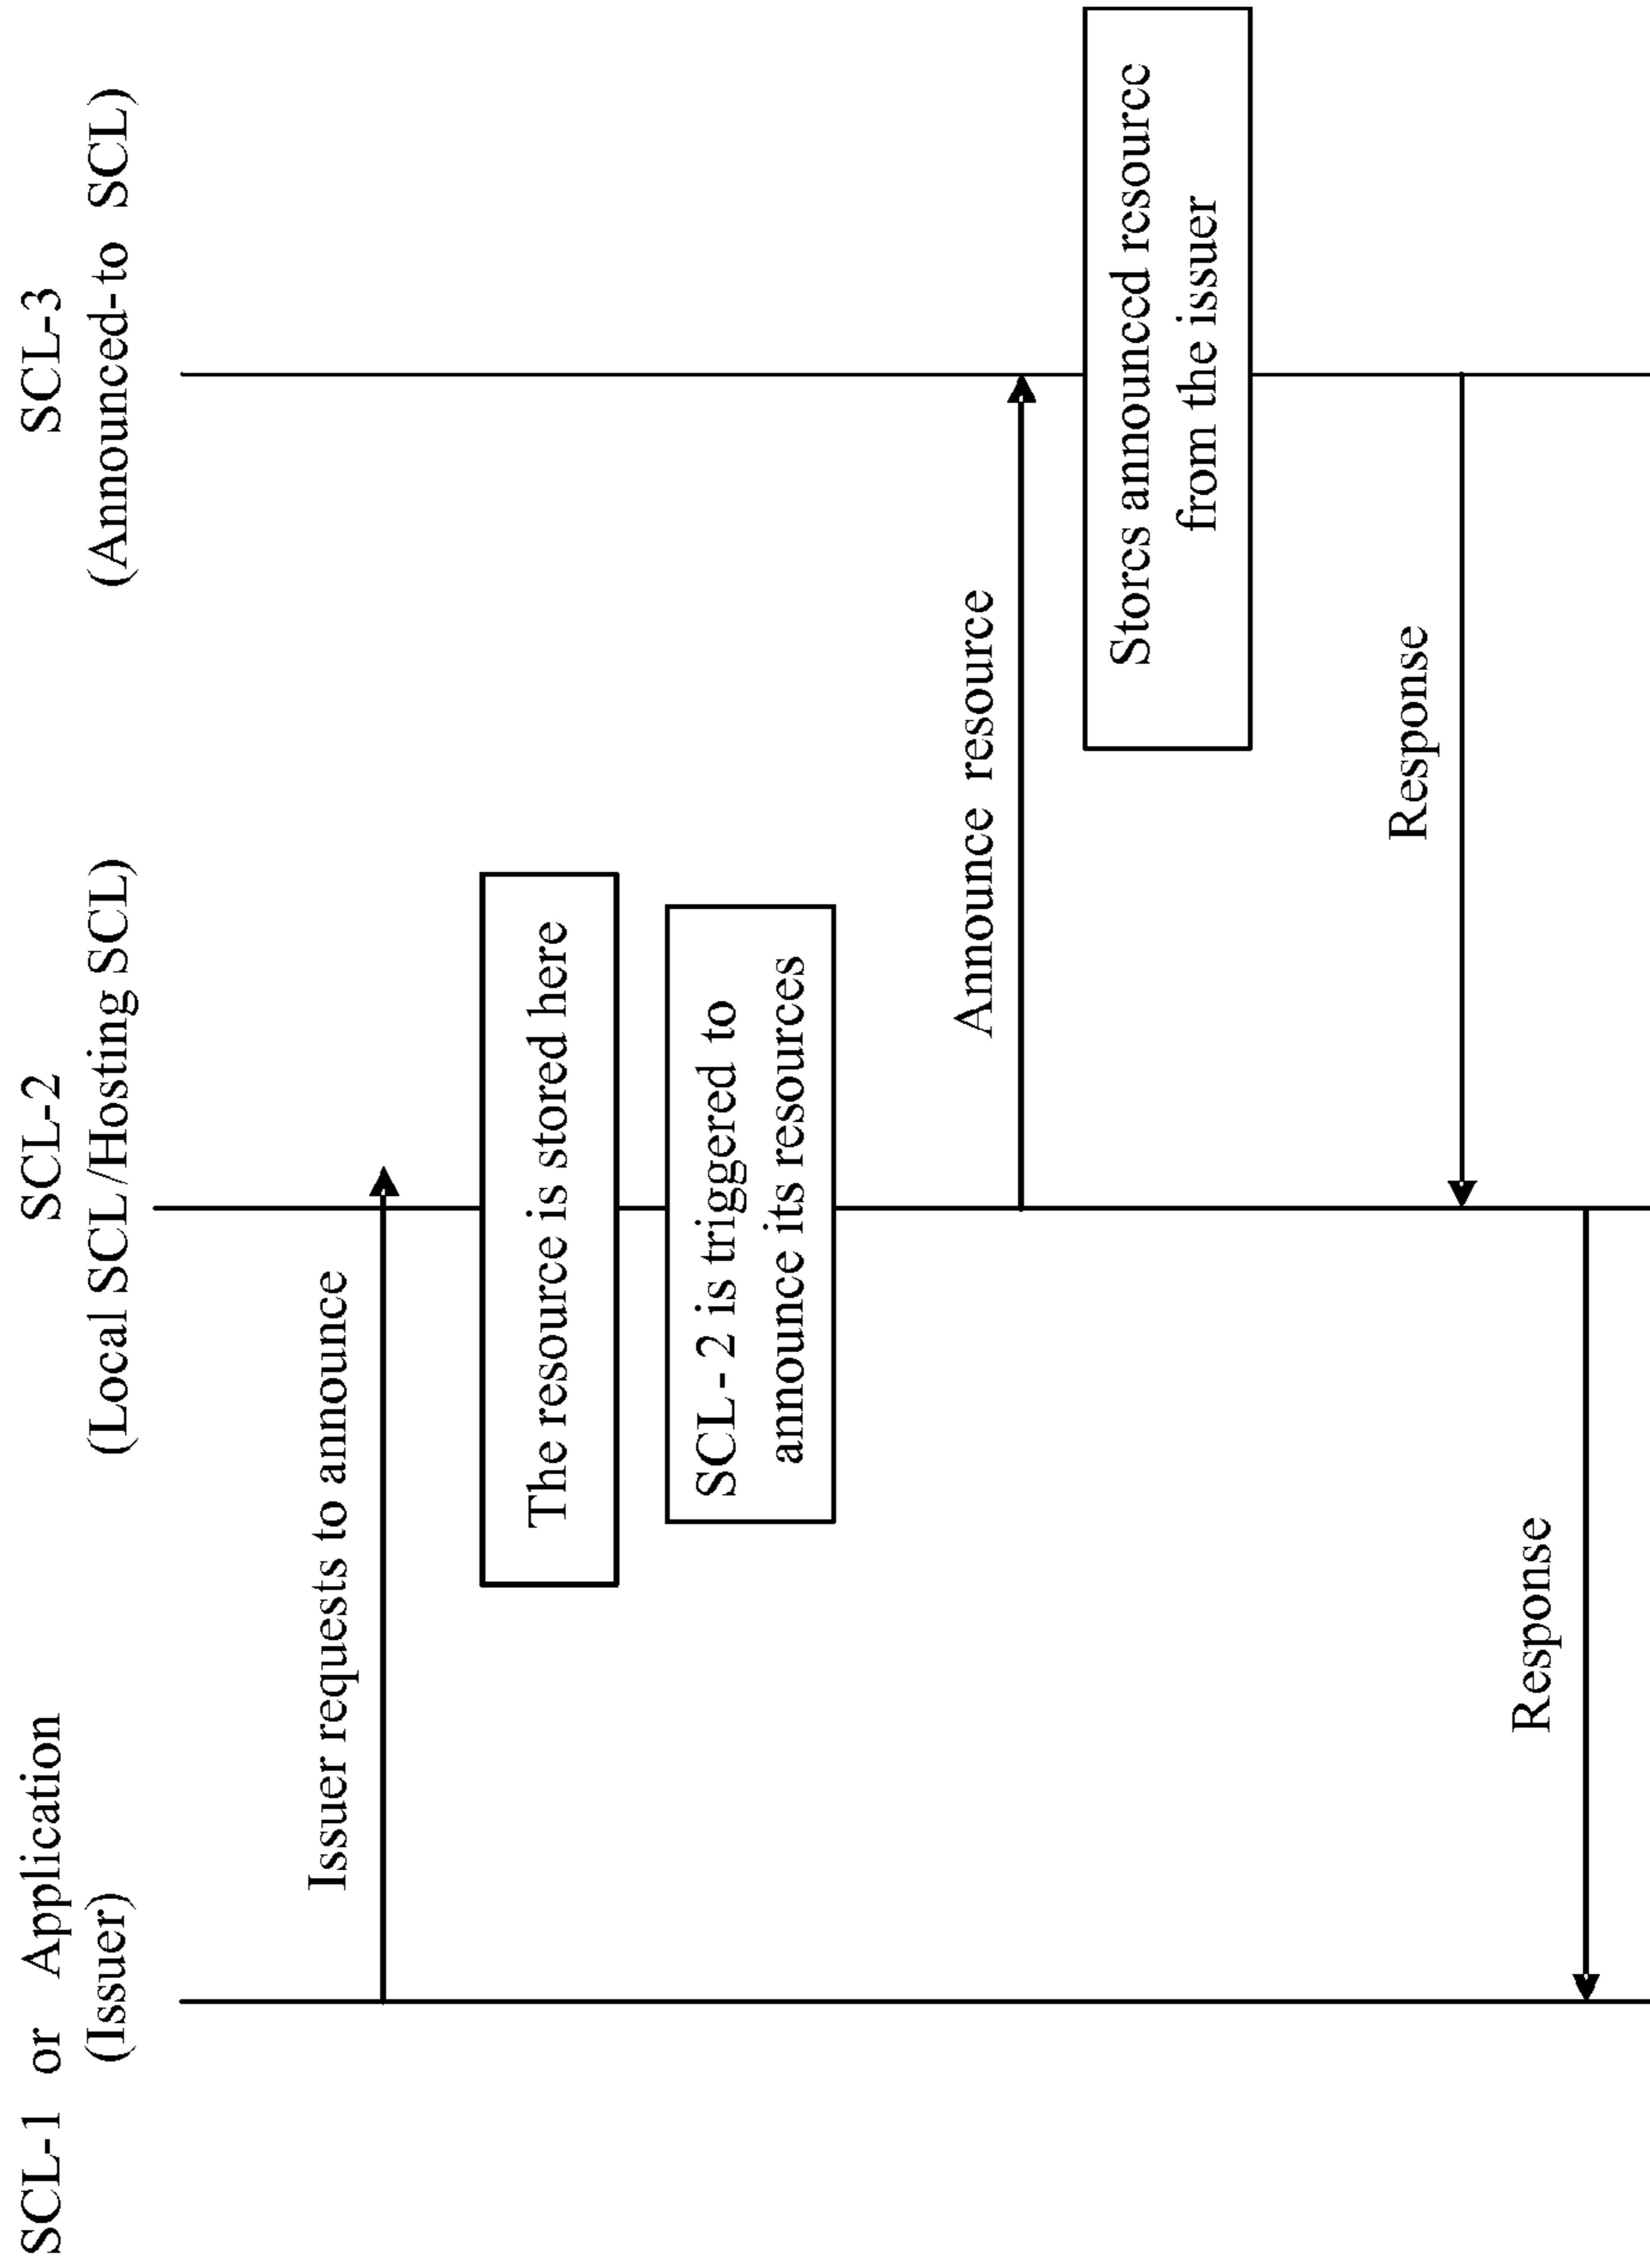 SCL-1 or Application
(Issuer)
SCL-2
(Local SCL/Hosting SCL)
SCL-3
(Announced-to SCL)
Issuer requests to announce
The resource is stored here
SCL-2 is triggered to
announce its resources
Announce resource
Stores announced resource
from the issuer
Response
Response